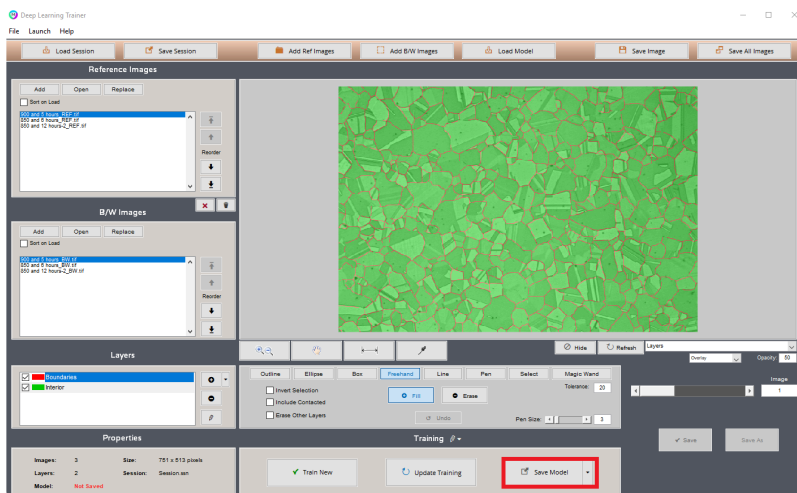 Deep Learning Trainer
File Launch Help
Load Session Save Session Add Ref Images Add B/W Images Load Model Save Image Save All Images
Reference Images
Add Open Replace
Sort on Load
900 and 5 hours_REF.tif
850 and 6 hours_REF.tif
850 and 12 hours-2_REF.tif
Reorder
B/W Images
Add Open Replace
Sort on Load
900 and 5 hours_BW.tif
850 and 6 hours_BW.tif
850 and 12 hours-2_BW.tif
Reorder
Hide Refresh Layers
Overlay Opacity: 50
Layers
Boundaries
Interior
Outline Ellipse Box Freehand Line Pen Select Magic Wand
Invert Selection
Include Contacted
Erase Other Layers
Fill Erase
Tolerance: 20
Undo
Pen Size: 3
Image
1
Save Save As
Properties
Images: 3 Size: 751 x 513 pixels
Layers: 2 Session: Session.ssn
Model: Not Saved
Training
Train New Update Training Save Model